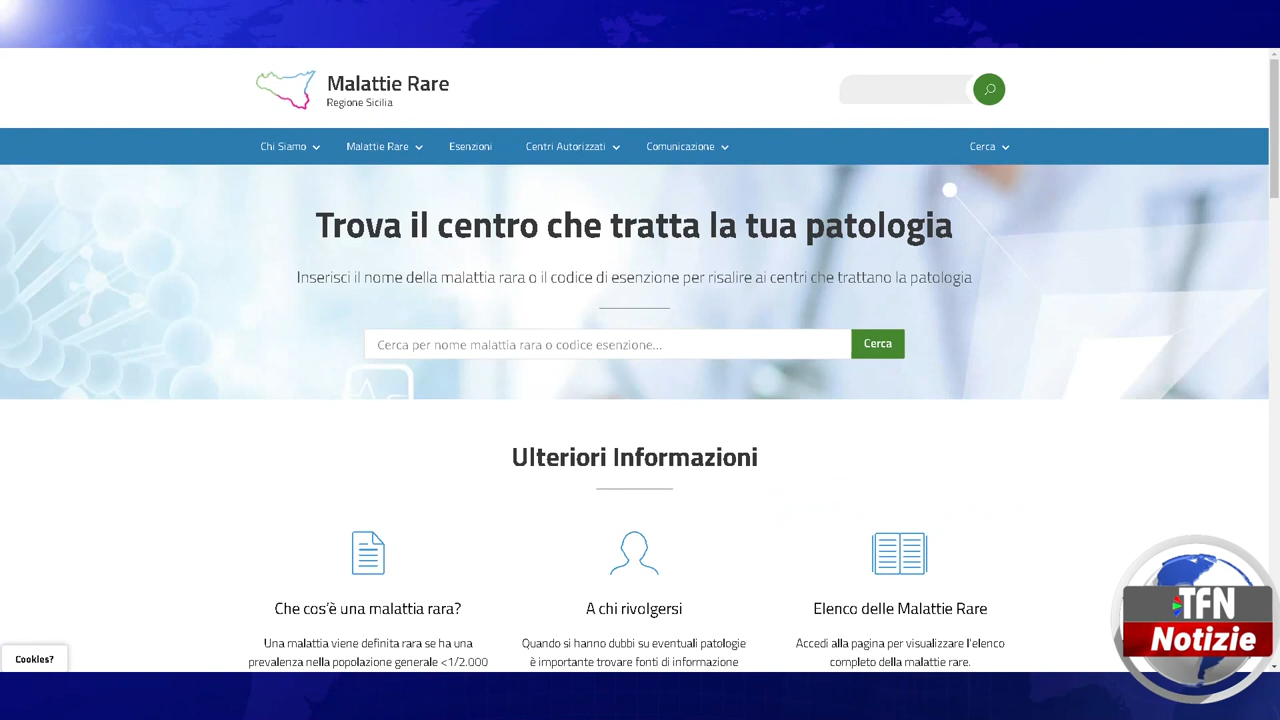 Malattie Rare
Regione Sicilia
Chi Siamo
Malattie Rare
Esenzioni
Centri Autorizzati
Comunicazione
Cerca
Trova il centro che tratta la tua patologia
Inserisci il nome della malattia rara o il codice di esenzione per risalire ai centri che trattano la patologia
Cerca per nome malattia rara o codice esenzione...
Cerca
Ulteriori Informazioni
Che cos'è una malattia rara?
Una malattia viene definita rara se ha una
prevalenza nella popolazione generale <1/2.000
A chi rivolgersi
Quando si hanno dubbi su eventuali patologie
è importante trovare fonti di informazione
Elenco delle Malattie Rare
Accedi alla pagina per visualizzare l'elenco
completo della malattie rare.
Cookies?
TFN
Notizie